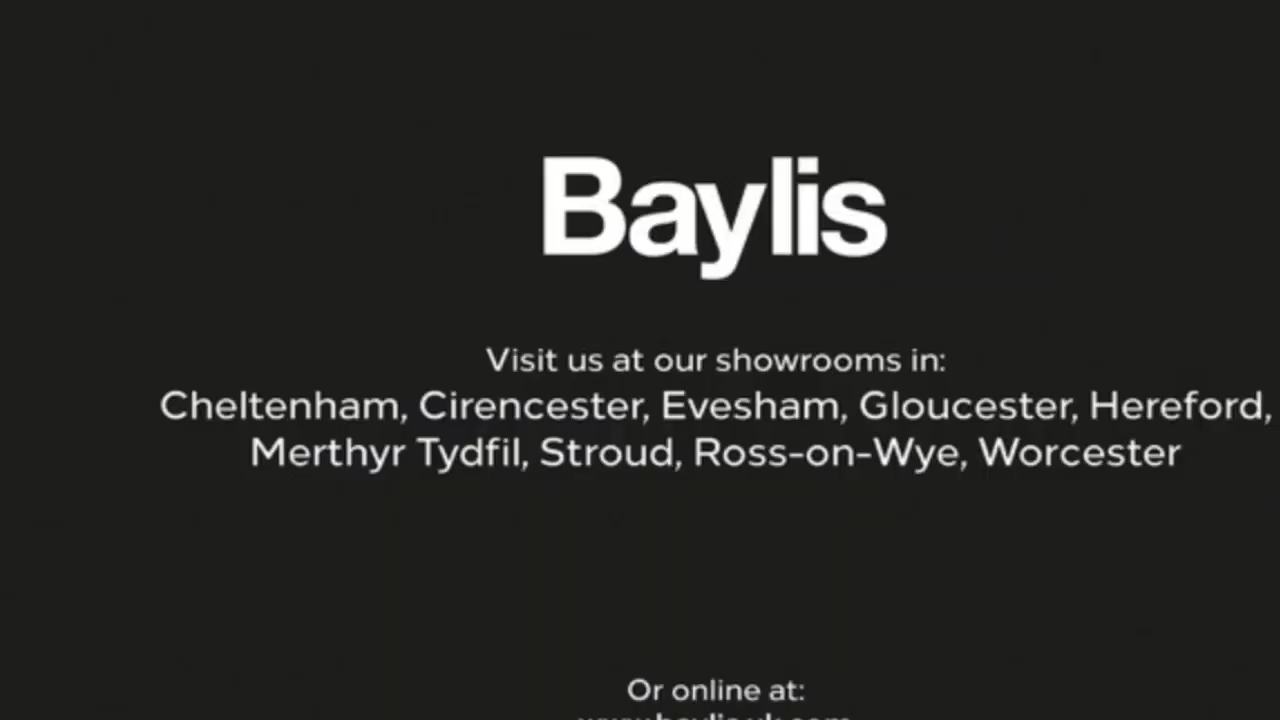 Baylis
Visit us at our showrooms in:
Cheltenham, Cirencester, Evesham, Gloucester, Hereford,
Merthyr Tydfil, Stroud, Ross-on-Wye, Worcester
Or online at: